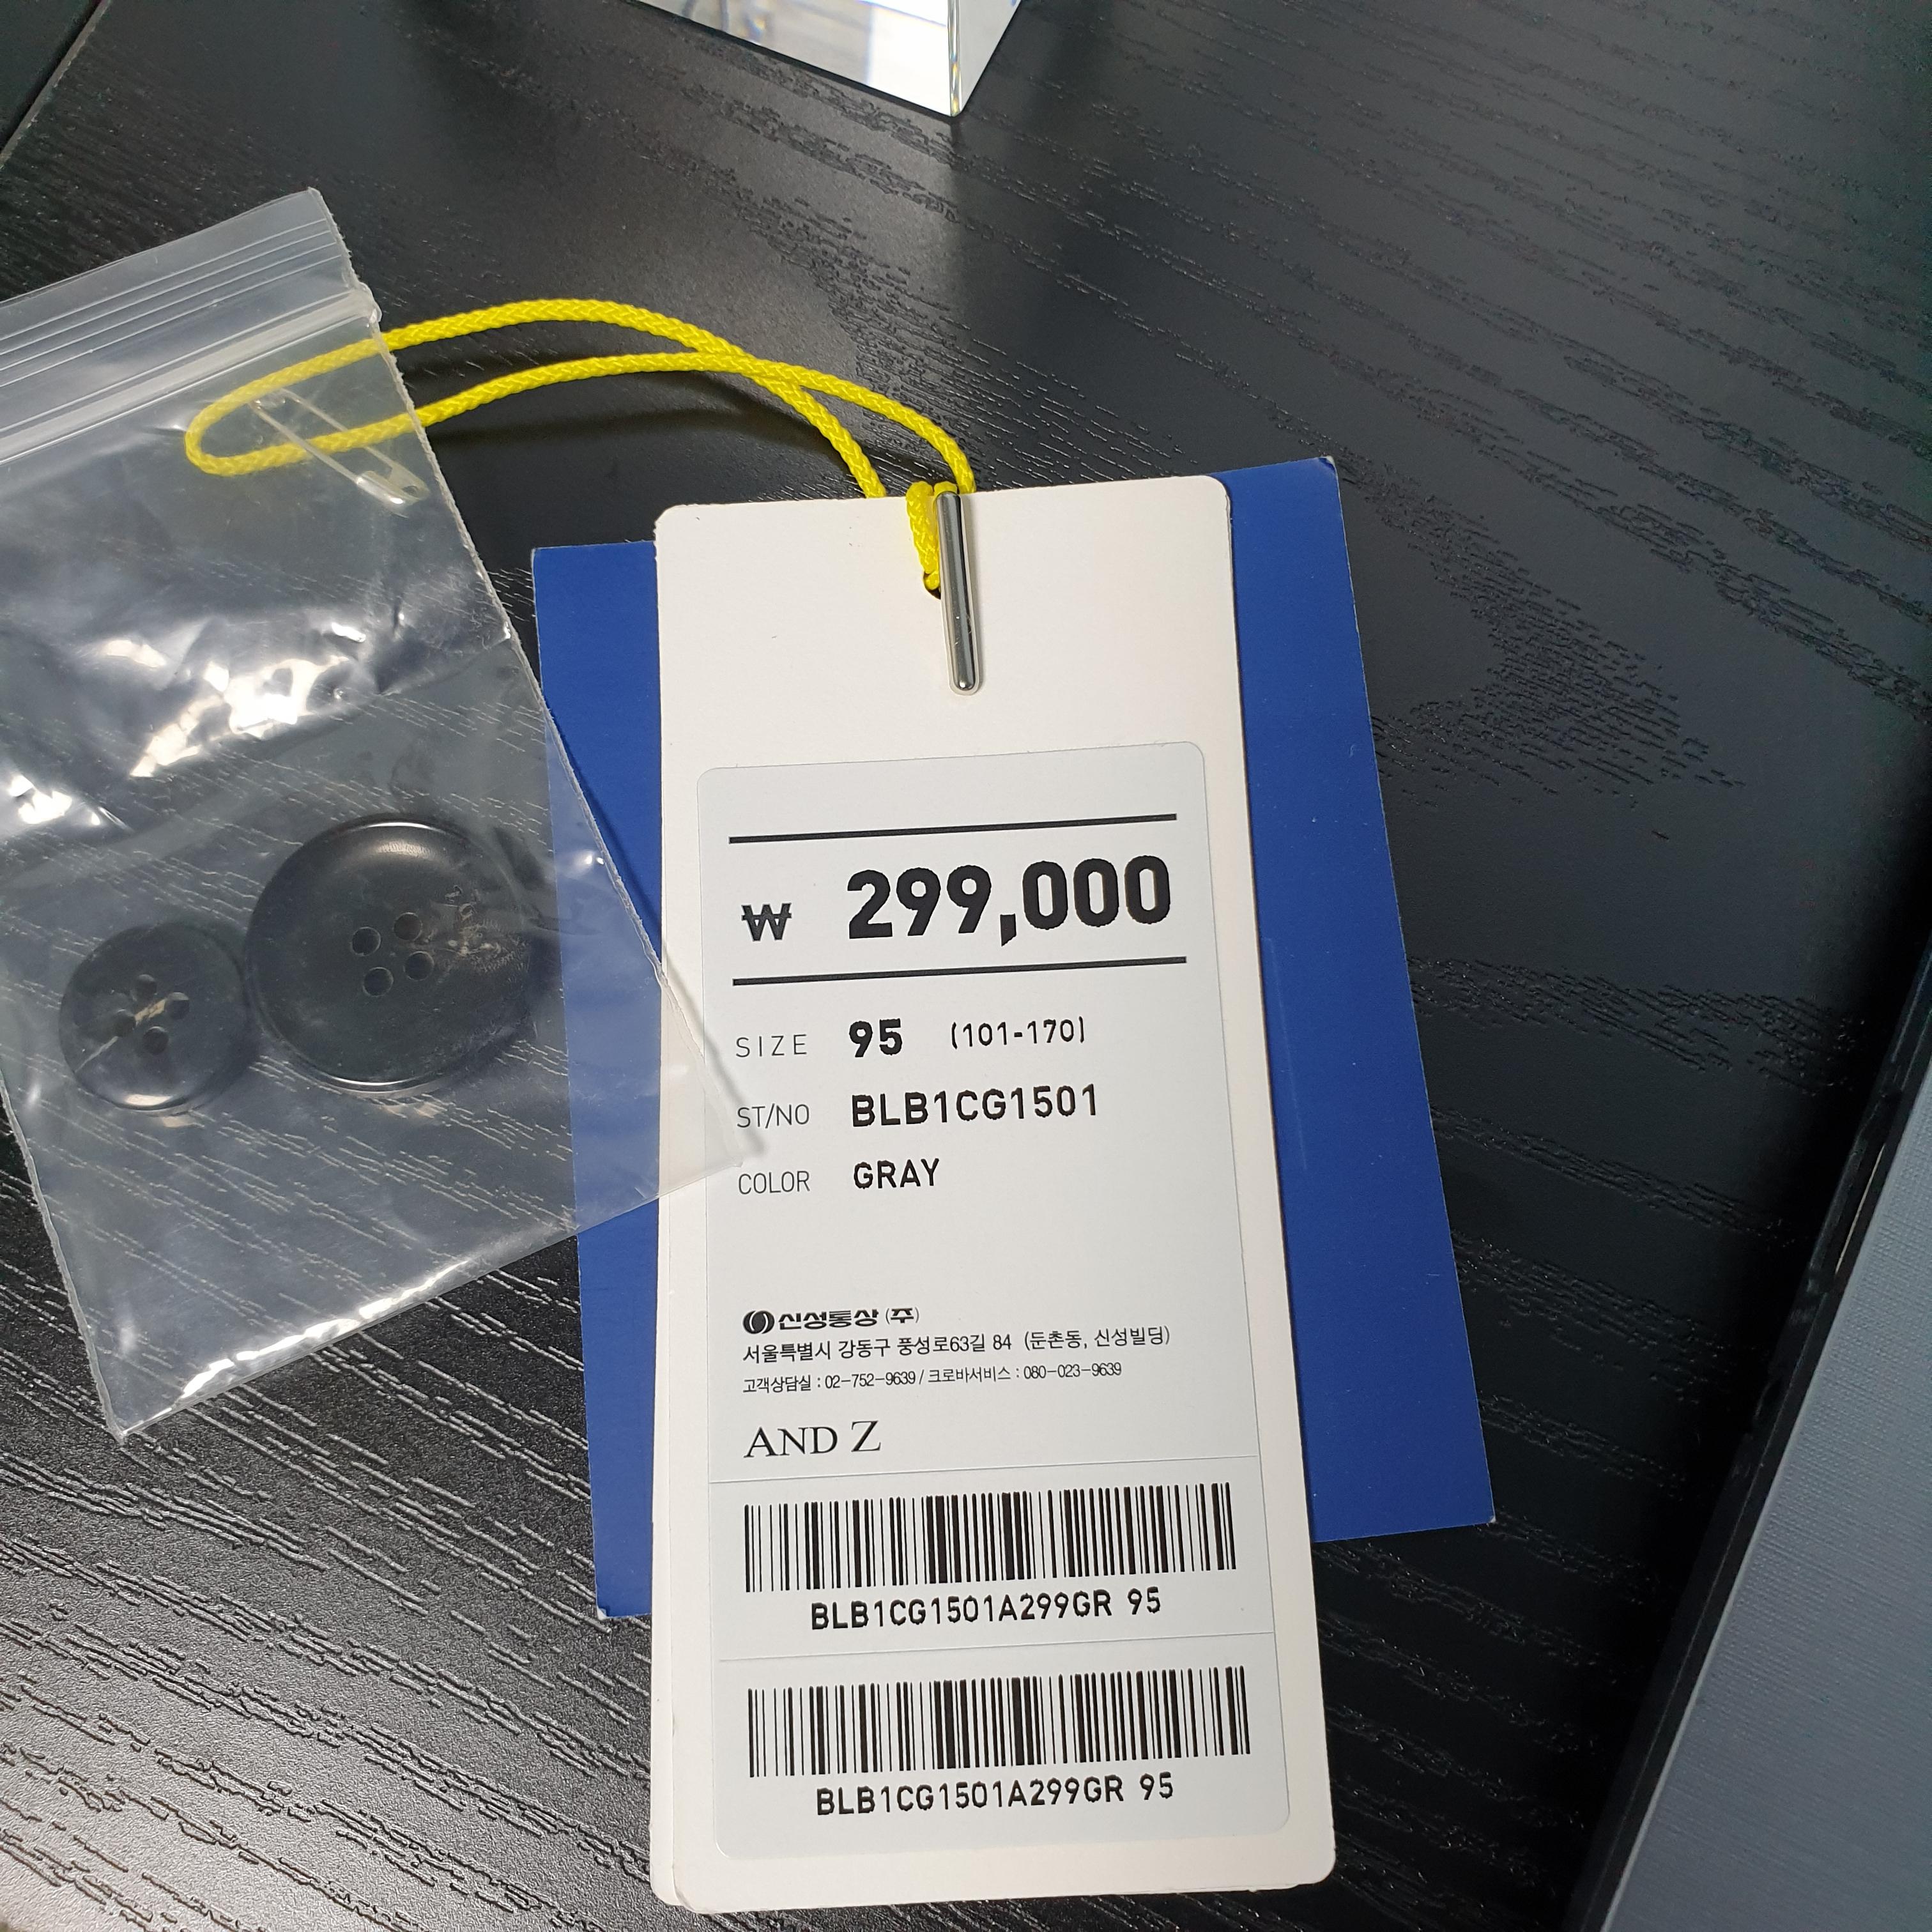 ₩ 299,000
SIZE 95 (101-170)
ST/NO BLB1CG1501
COLOR GRAY
신성통상 (주)
서울특별시 강동구 풍성로63길 84 (둔촌동, 신성빌딩)
고객상담실 : 02-752-9639 / 크로바서비스 : 080-023-9639
AND Z
BLB1CG1501A299GR 95
BLB1CG1501A299GR 95